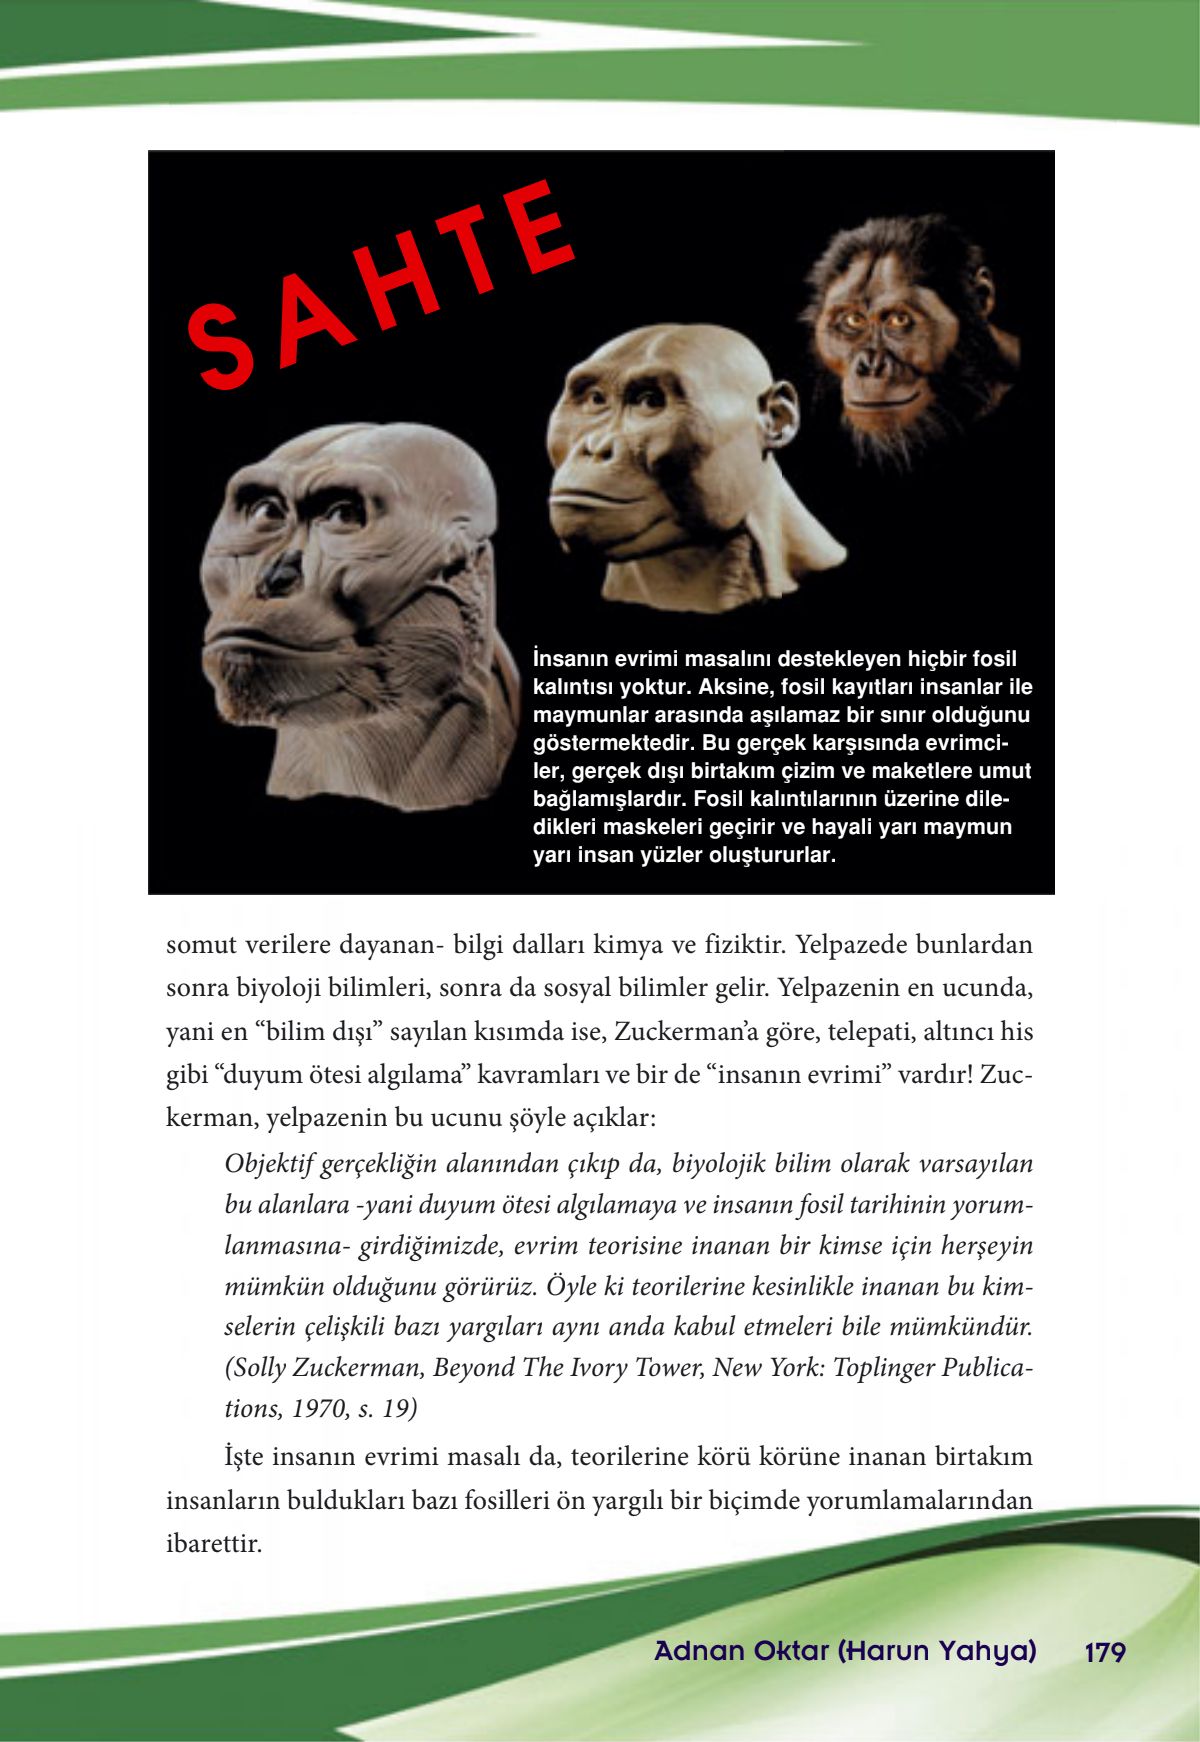 SAHTE
İnsanın evrimi masalını destekleyen hiçbir fosil
kalıntısı yoktur. Aksine, fosil kayıtları insanlar ile
maymunlar arasında aşılamaz bir sınır olduğunu
göstermektedir. Bu gerçek karşısında evrimci-
ler, gerçek dışı birtakım çizim ve maketlere umut
bağlamışlardır. Fosil kalıntılarının üzerine dile-
dikleri maskeleri geçirir ve hayali yarı maymun
yarı insan yüzler oluştururlar.
somut verilere dayanan- bilgi dalları kimya ve fiziktir. Yelpazede bunlardan
sonra biyoloji bilimleri, sonra da sosyal bilimler gelir. Yelpazenin en ucunda,
yani en “bilim dışı” sayılan kısımda ise, Zuckerman’a göre, telepati, altıncı his
gibi “duyum ötesi algılama” kavramları ve bir de “insanın evrimi” vardır! Zuc-
kerman, yelpazenin bu ucunu şöyle açıklar:
Objektif gerçekliğin alanından çıkıp da, biyolojik bilim olarak varsayılan
bu alanlara -yani duyum ötesi algılamaya ve insanın fosil tarihinin yorum-
lanmasına- girdiğimizde, evrim teorisine inanan bir kimse için herşeyin
mümkün olduğunu görürüz. Öyle ki teorilerine kesinlikle inanan bu kim-
selerin çelişkili bazı yargıları aynı anda kabul etmeleri bile mümkündür.
(Solly Zuckerman, Beyond The Ivory Tower, New York: Toplinger Publica-
tions, 1970, s. 19)
İşte insanın evrimi masalı da, teorilerine körü körüne inanan birtakım
insanların buldukları bazı fosilleri ön yargılı bir biçimde yorumlamalarından
ibarettir.
Adnan Oktar (Harun Yahya) 179